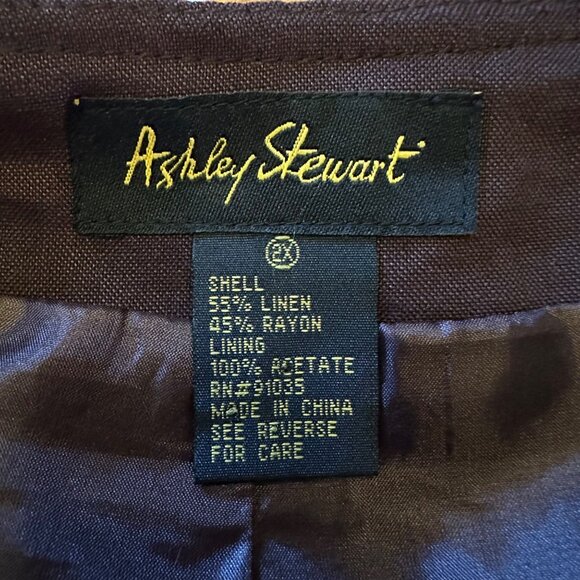 Ashley Stewart
2X
SHELL
55% LINEN
45% RAYON
LINING
100% ACETATE
RN#91035
MADE IN CHINA
SEE REVERSE
FOR CARE